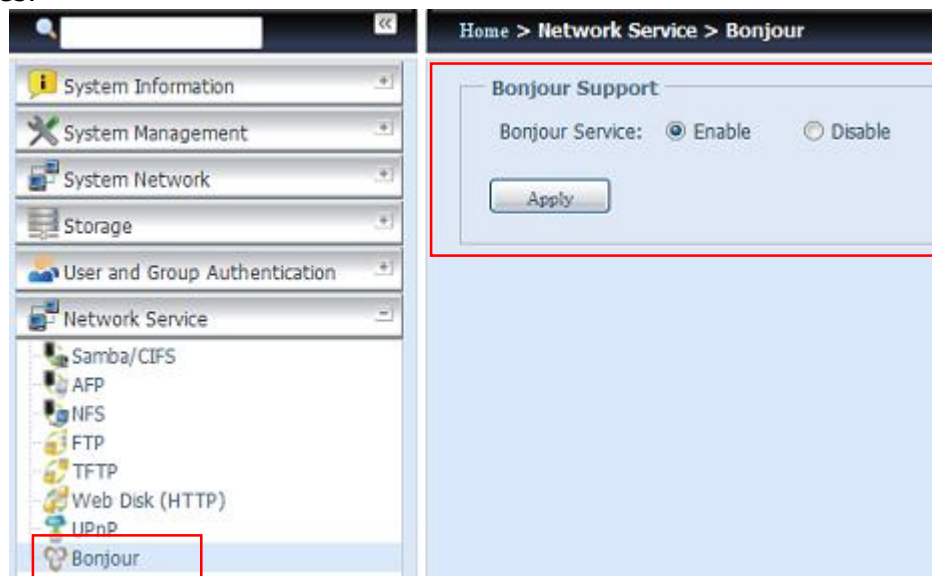 Home > Network Service > Bonjour
System Information
System Management
System Network
Storage
User and Group Authentication
Network Service
Samba/CIFS
AFP
NFS
FTP
TFTP
Web Disk (HTTP)
UPnP
Bonjour
Bonjour Support
Bonjour Service: Enable Disable
Apply